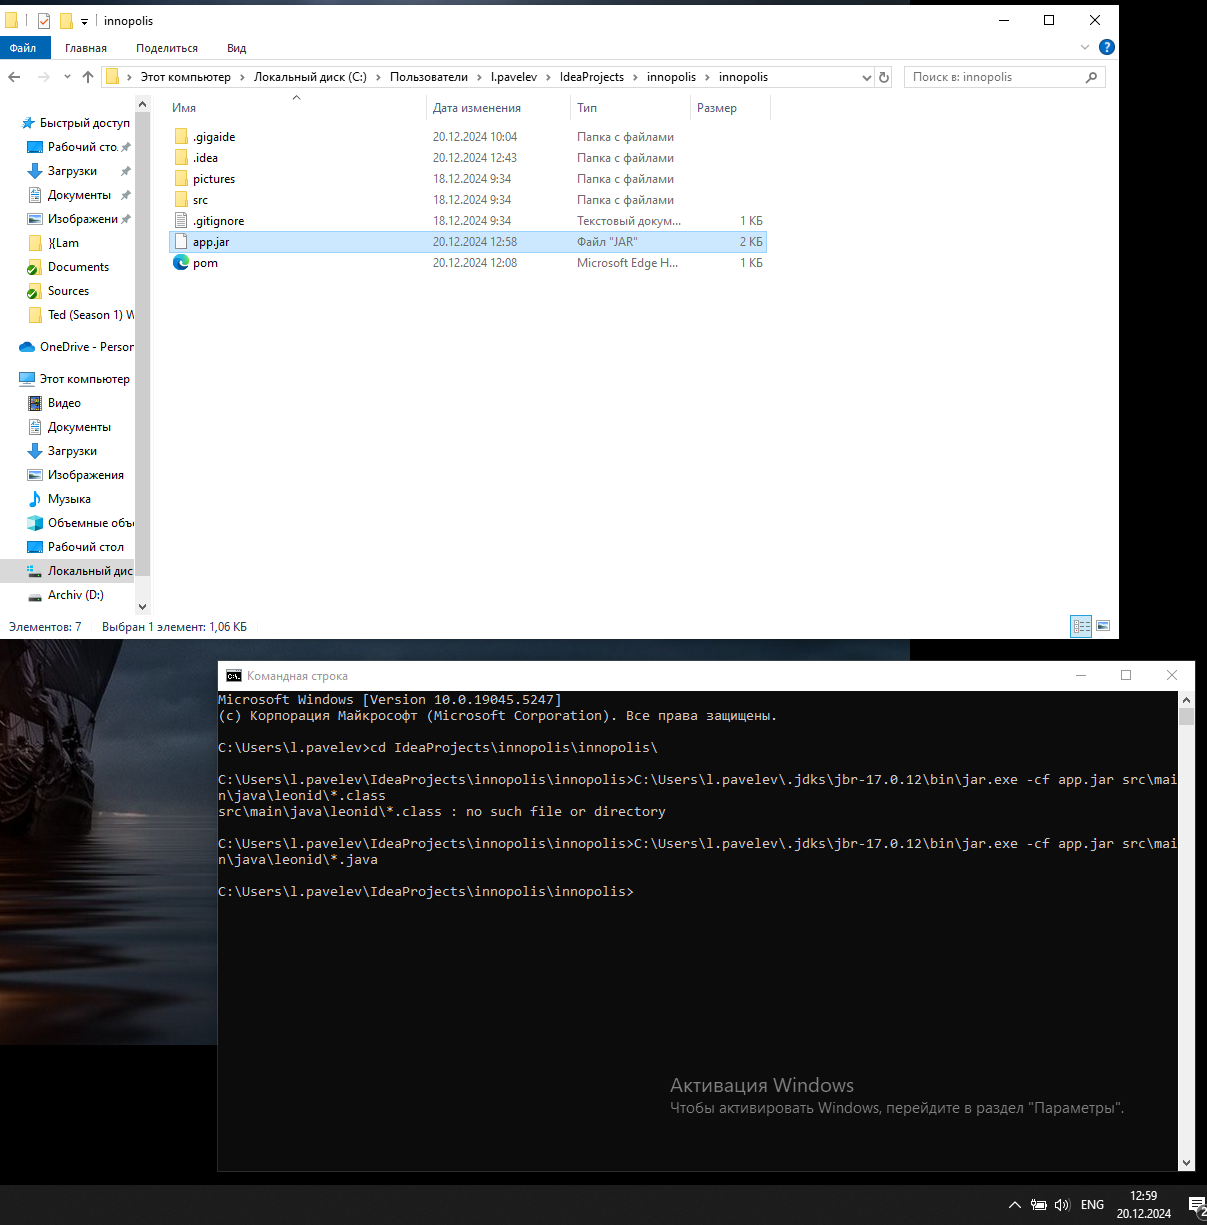 innopolis
Файл Главная Поделиться Вид
Этот компьютер Локальный диск (C:) Пользователи l.pavelev IdeaProjects innopolis innopolis
Поиск в: innopolis
Имя Дата изменения Тип Размер
.gigaide 20.12.2024 10:04 Папка с файлами
.idea 20.12.2024 12:43 Папка с файлами
pictures 18.12.2024 9:34 Папка с файлами
src 18.12.2024 9:34 Папка с файлами
.gitignore 18.12.2024 9:34 Текстовый докум... 1 КБ
app.jar 20.12.2024 12:58 Файл "JAR" 2 КБ
pom 20.12.2024 12:08 Microsoft Edge H... 1 КБ
Быстрый доступ
Рабочий сто
Загрузки
Документы
Изображени
}{Lam
Documents
Sources
Ted (Season 1) W
OneDrive - Person
Этот компьютер
Видео
Документы
Загрузки
Изображения
Музыка
Объемные объ
Рабочий стол
Локальный дис
Archiv (D:)
Элементов: 7 Выбран 1 элемент: 1,06 КБ
Командная строка
Microsoft Windows [Version 10.0.19045.5247]
(c) Корпорация Майкрософт (Microsoft Corporation). Все права защищены.
C:\Users\l.pavelev>cd IdeaProjects\innopolis\innopolis\
C:\Users\l.pavelev\IdeaProjects\innopolis\innopolis>C:\Users\l.pavelev\.jdks\jbr-17.0.12\bin\jar.exe -cf app.jar src\mai
n\java\leonid\*.class
src\main\java\leonid\*.class : no such file or directory
C:\Users\l.pavelev\IdeaProjects\innopolis\innopolis>C:\Users\l.pavelev\.jdks\jbr-17.0.12\bin\jar.exe -cf app.jar src\mai
n\java\leonid\*.java
C:\Users\l.pavelev\IdeaProjects\innopolis\innopolis>
Активация Windows
Чтобы активировать Windows, перейдите в раздел "Параметры".
ENG
12:59
20.12.2024
2